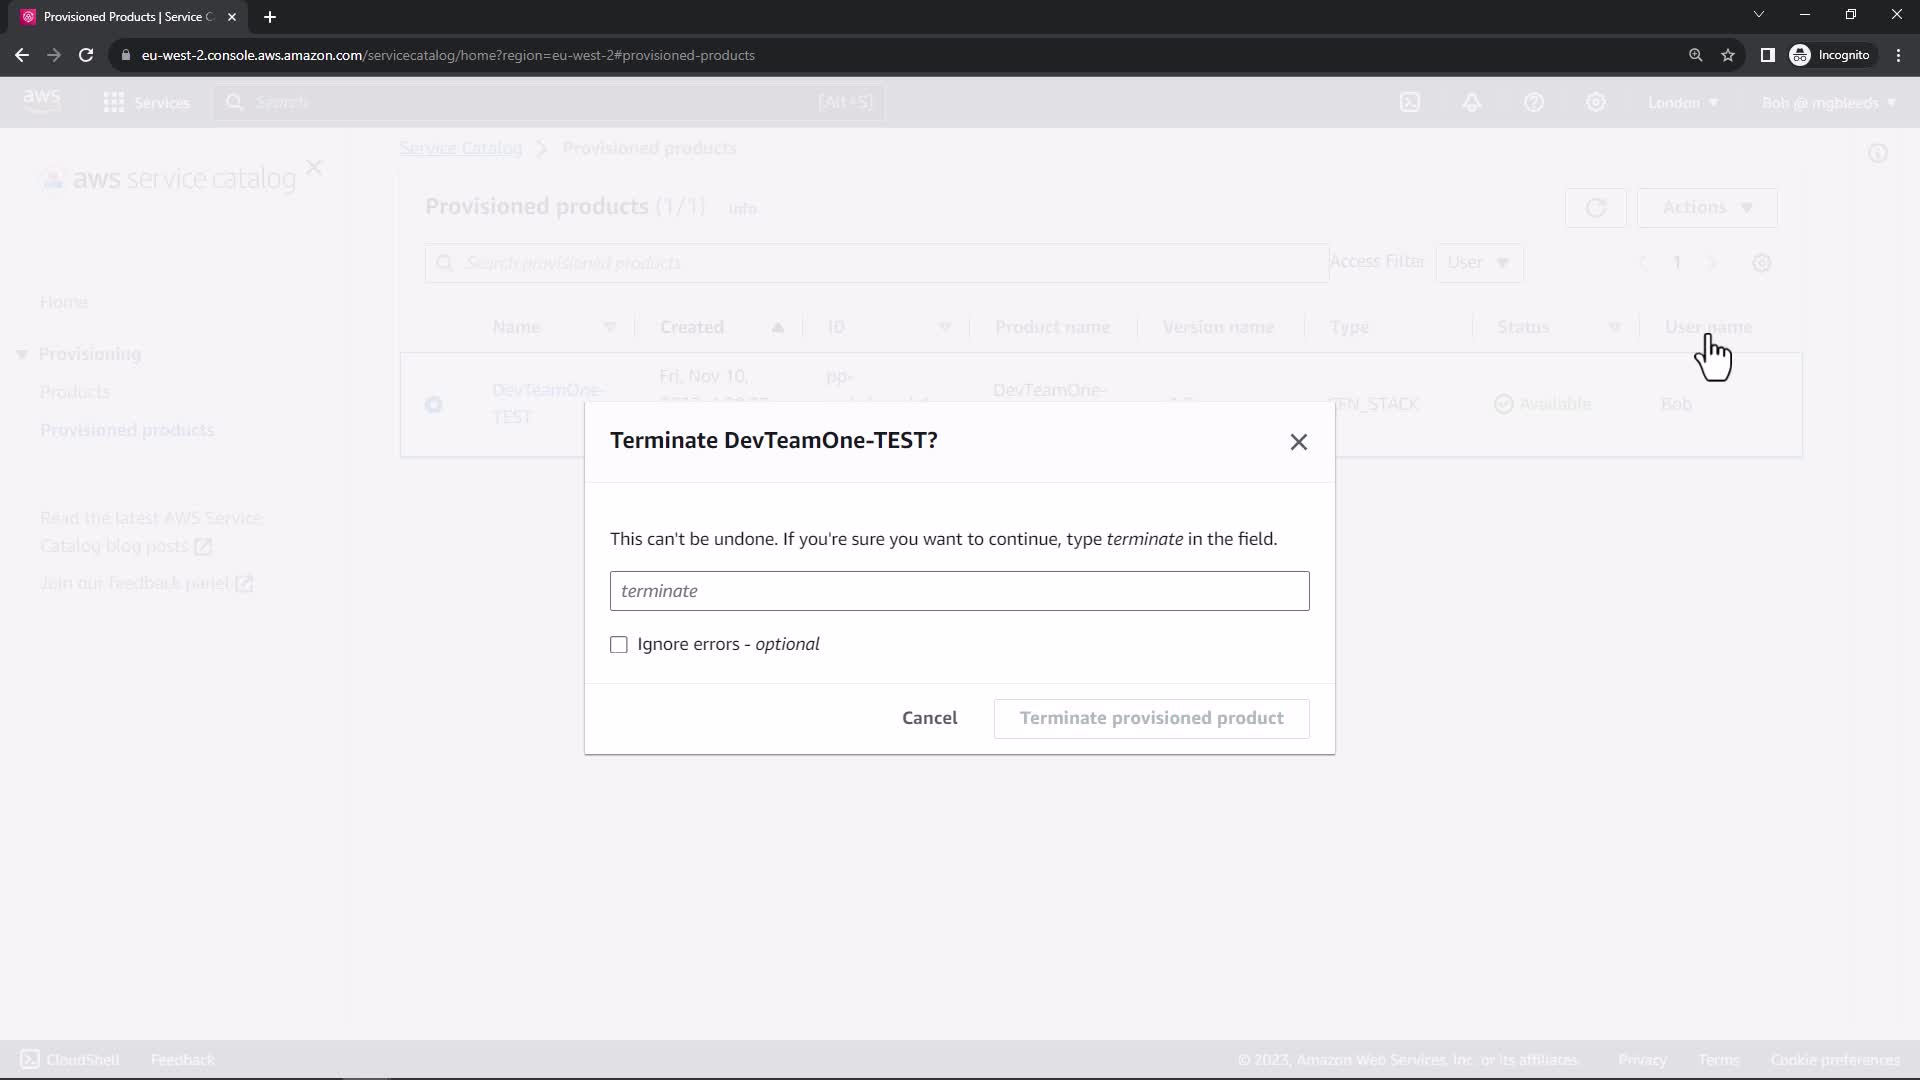 Provisioned Products | Service C
eu-west-2.console.aws.amazon.com/servicecatalog/home?region=eu-west-2#provisioned-products
Incognito
aws
Services
Search
[Alt+S]
London
Bob @ mgbleeds
Service Catalog
Provisioned products
aws service catalog
Provisioned products (1/1)
Info
Actions
Search provisioned products
Access Filter
User
1
Home
Name
Created
ID
Product name
Version name
Type
Status
User name
Provisioning
Products
Provisioned products
DevTeamOne-
TEST
Fri, Nov 10,
pp-
DevTeamOne-
CFN_STACK
Available
Bob
Terminate DevTeamOne-TEST?
This can't be undone. If you're sure you want to continue, type terminate in the field.
terminate
Ignore errors - optional
Cancel
Terminate provisioned product
Read the latest AWS Service
Catalog blog posts
Join our feedback panel
CloudShell
Feedback
© 2023, Amazon Web Services, Inc. or its affiliates.
Privacy
Terms
Cookie preferences